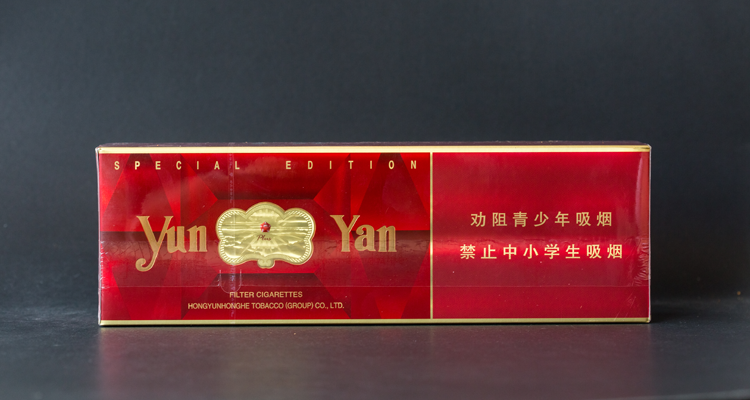 SPECIAL EDITION
Yun Yan
FILTER CIGARETTES
HONGYUNHONGHE TOBACCO (GROUP) CO., LTD.
劝阻青少年吸烟
禁止中小学生吸烟